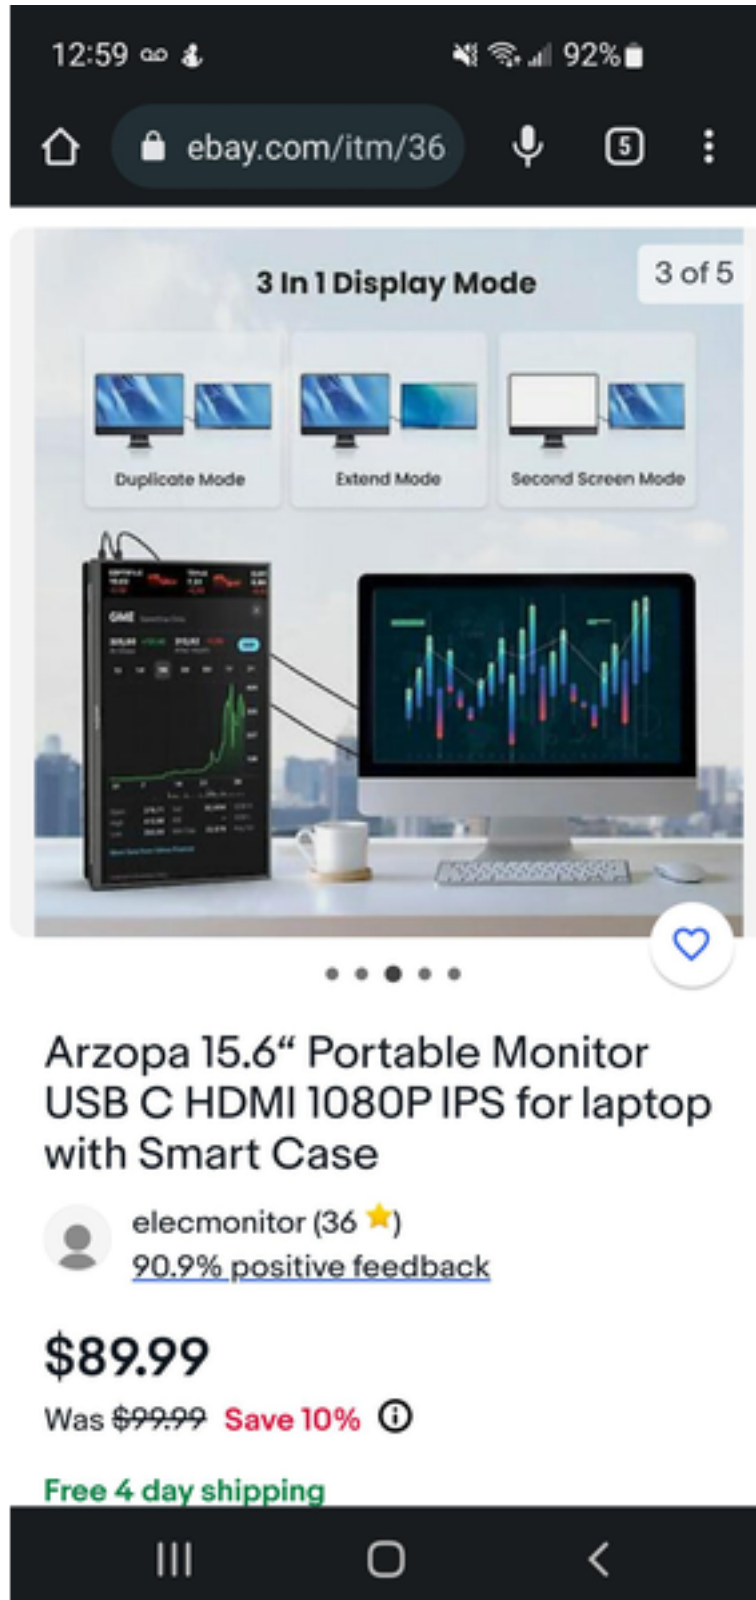 12:59
92%
ebay.com/itm/36
5
3 of 5
3 In 1 Display Mode
Duplicate Mode
Extend Mode
Second Screen Mode
GME
Arzopa 15.6“ Portable Monitor
USB C HDMI 1080P IPS for laptop
with Smart Case
elecmonitor (36 ⭐)
90.9% positive feedback
$89.99
Was $99.99 Save 10%
Free 4 day shipping